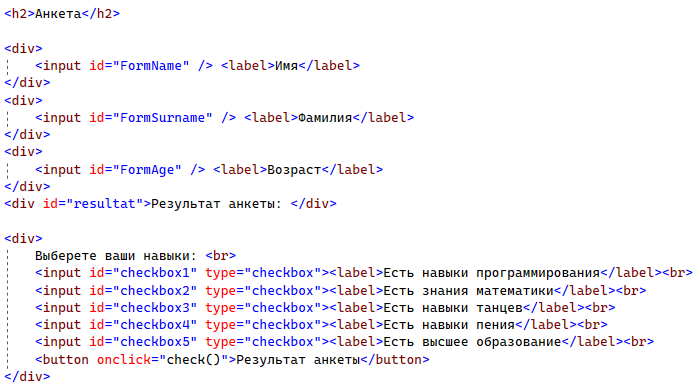 <h2>Анкета</h2>
<div>
<input id="FormName" /> <label>Имя</label>
</div>
<div>
<input id="FormSurname" /> <label>Фамилия</label>
</div>
<div>
<input id="FormAge" /> <label>Возраст</label>
</div>
<div id="resultat">Результат анкеты: </div>
<div>
Выберете ваши навыки: <br>
<input id="checkbox1" type="checkbox"><label>Есть навыки программирования</label><br>
<input id="checkbox2" type="checkbox"><label>Есть знания математики</label><br>
<input id="checkbox3" type="checkbox"><label>Есть навыки танцев</label><br>
<input id="checkbox4" type="checkbox"><label>Есть навыки пения</label><br>
<input id="checkbox5" type="checkbox"><label>Есть высшее образование</label><br>
<button onclick="check()">Результат анкеты</button>
</div>